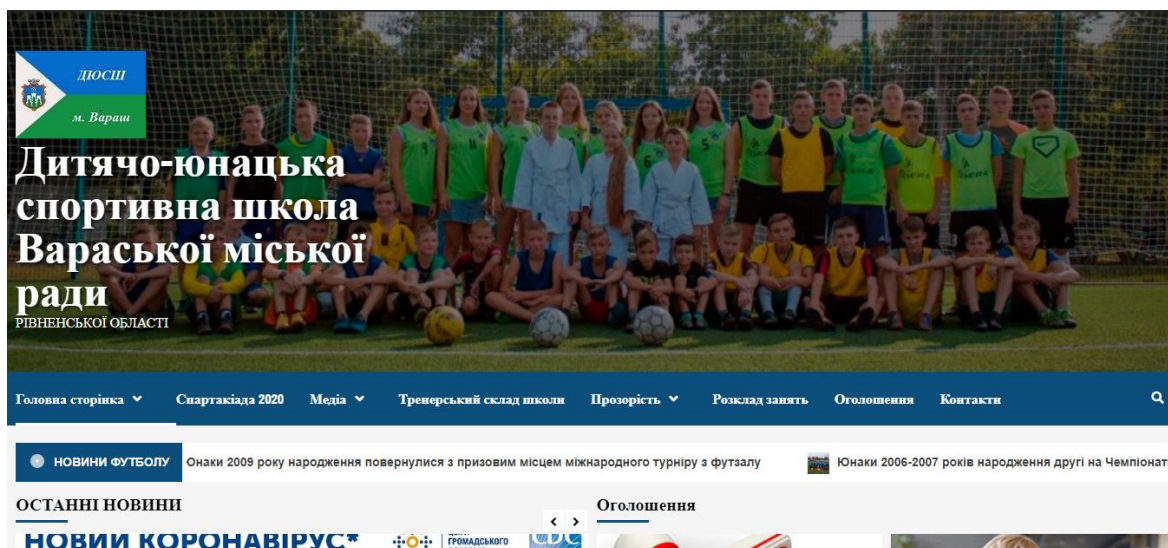 ДЮСШ
м. Вараш
Дитячо-юнацька
спортивна школа
Вараської міської
ради
РІВНЕНСЬКОЇ ОБЛАСТІ
Головна сторінка Спартакіада 2020 Медіа Тренерський склад школи Прозорість Розклад занять Оголошення Контакти
НОВИНИ ФУТБОЛУ Юнаки 2009 року народження повернулися з призовим місцем міжнародного турніру з футзалу Юнаки 2006-2007 років народження другі на Чемпіонат
ОСТАННІ НОВИНИ Оголошення
НОВИЙ КОРОНАВІРУС* ГРОМАДСЬКОГО CDC